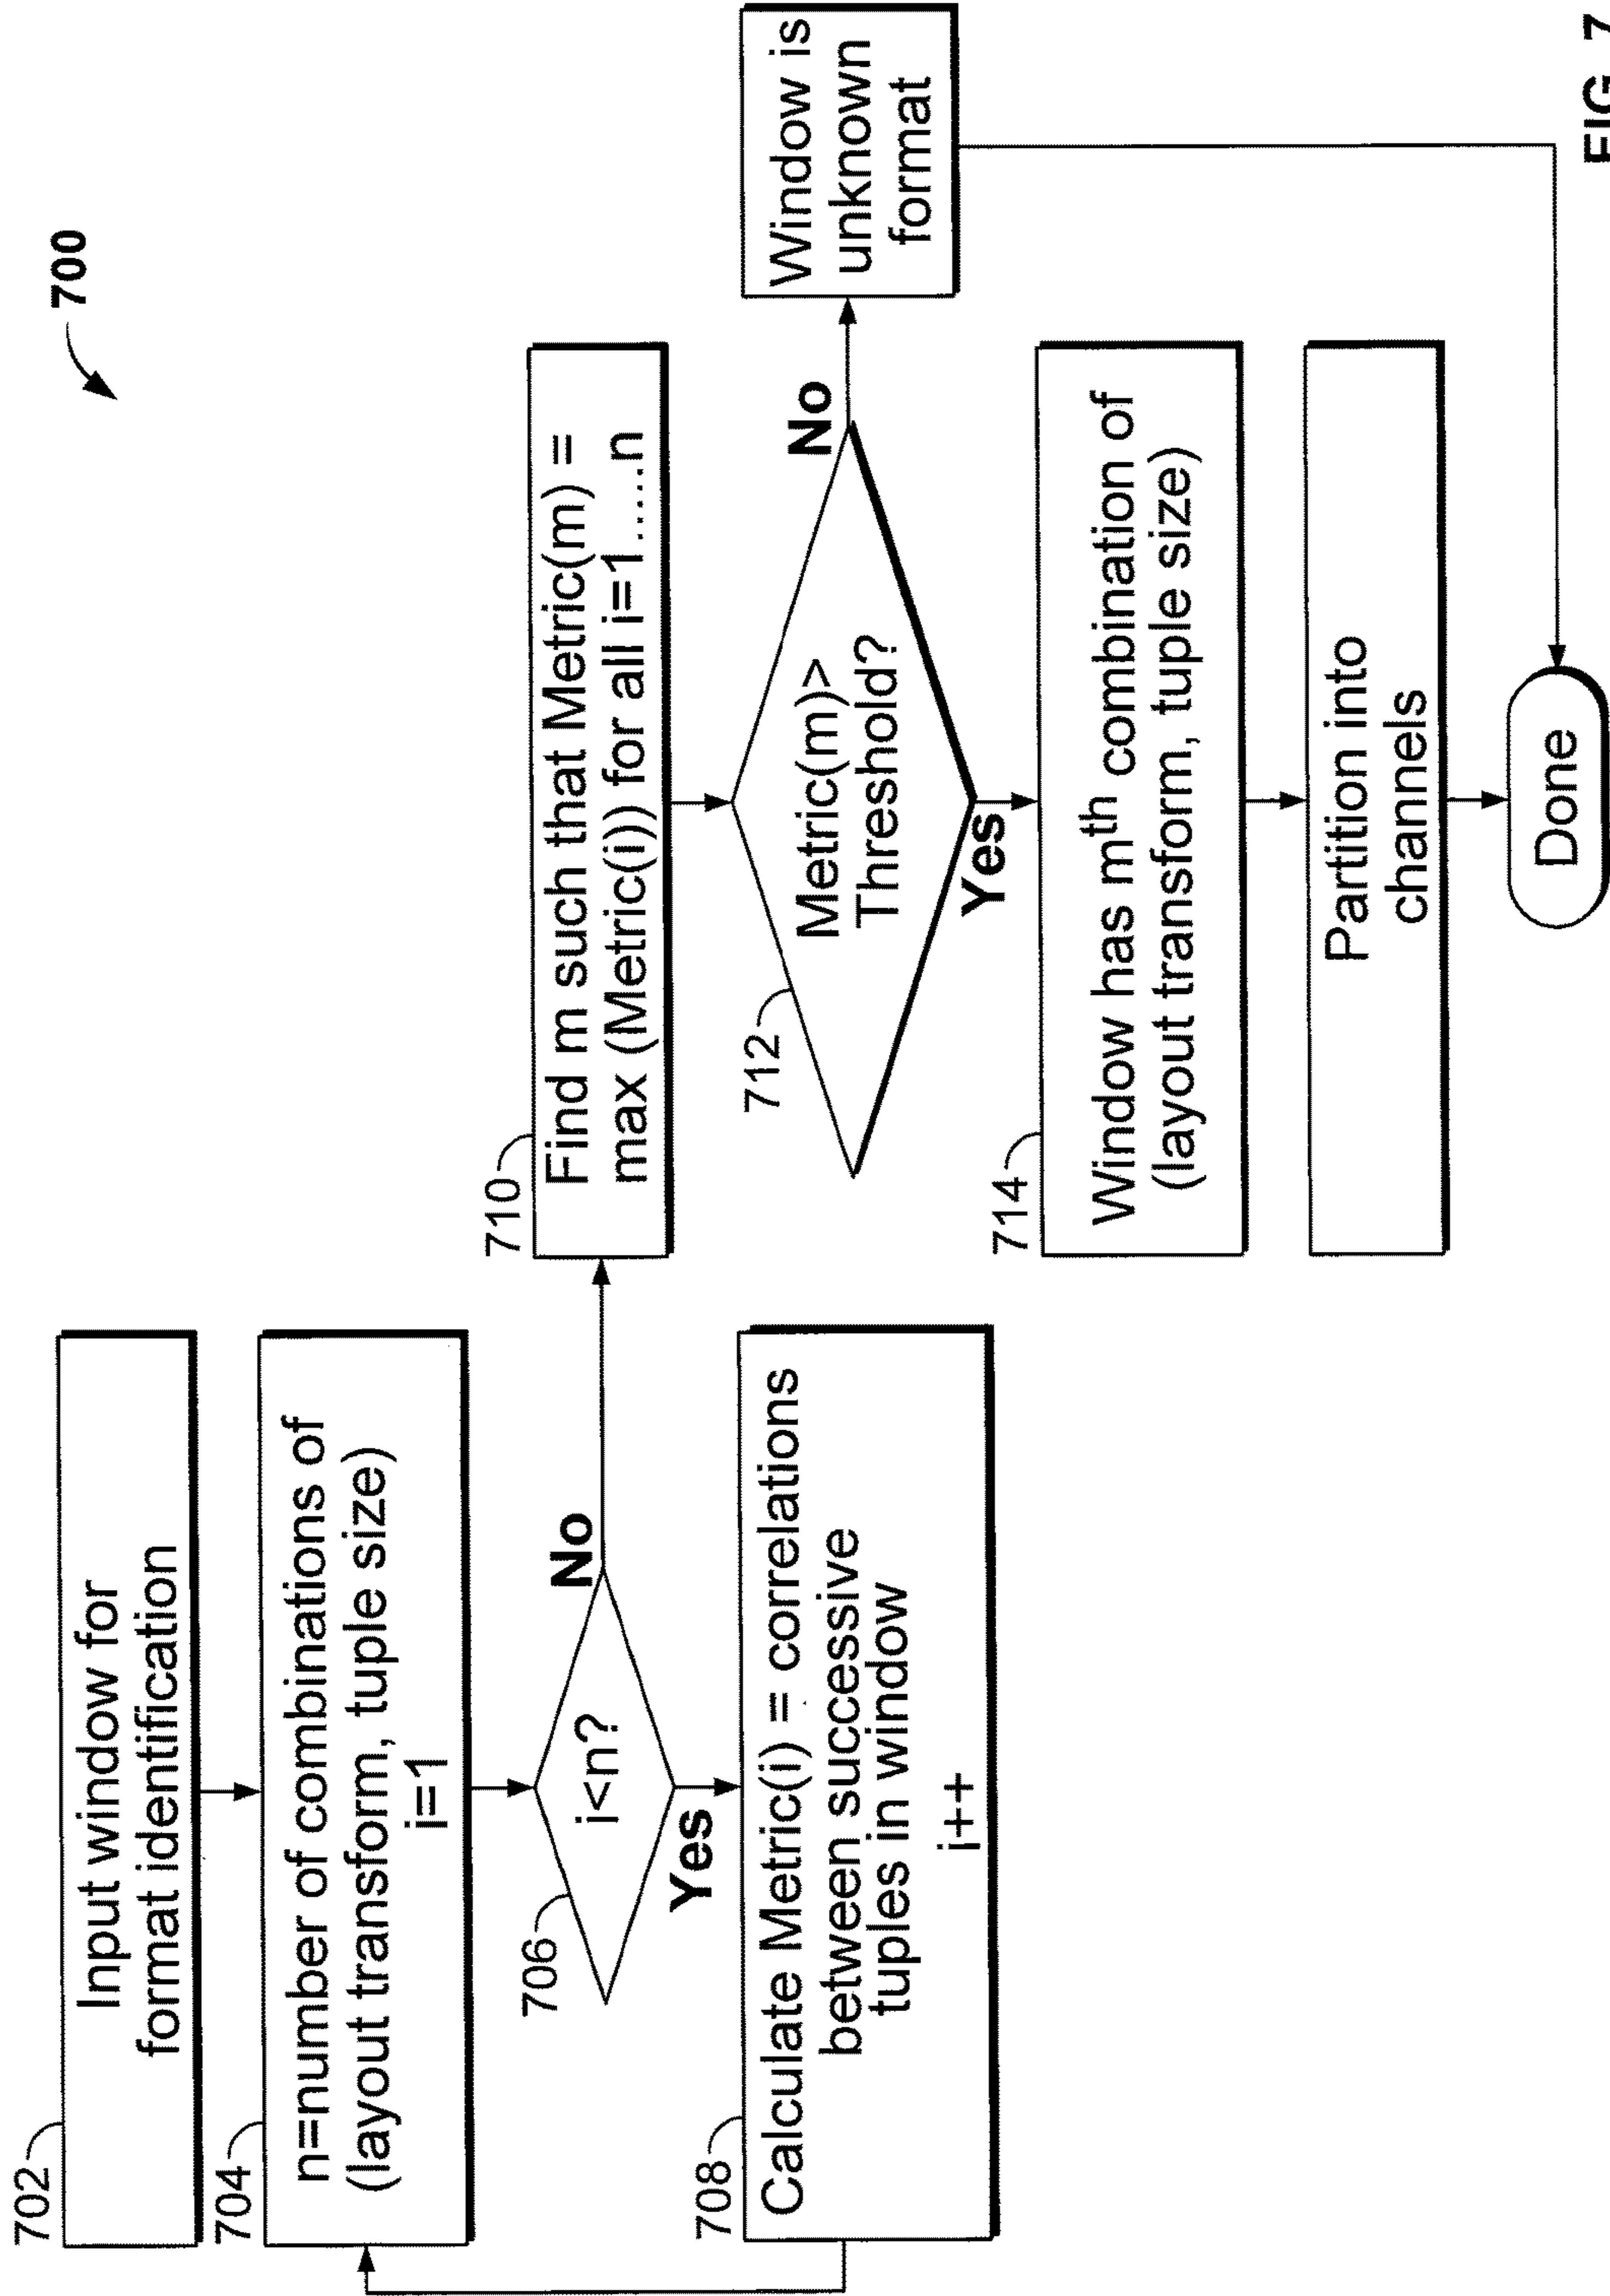 700
702
Input window for
format identification
704
n=number of combinations of
(layout transform, tuple size)
i=1
706
i<n?
No
Yes
708
Calculate Metric(i) = correlations
between successive
tuples in window
i++
710
Find m such that Metric(m) =
max (Metric(i)) for all i=1.....n
712
Metric(m)>
Threshold?
No
Yes
Window is
unknown
format
714
Window has mth combination of
(layout transform, tuple size)
Partition into
channels
Done
FIG. 7